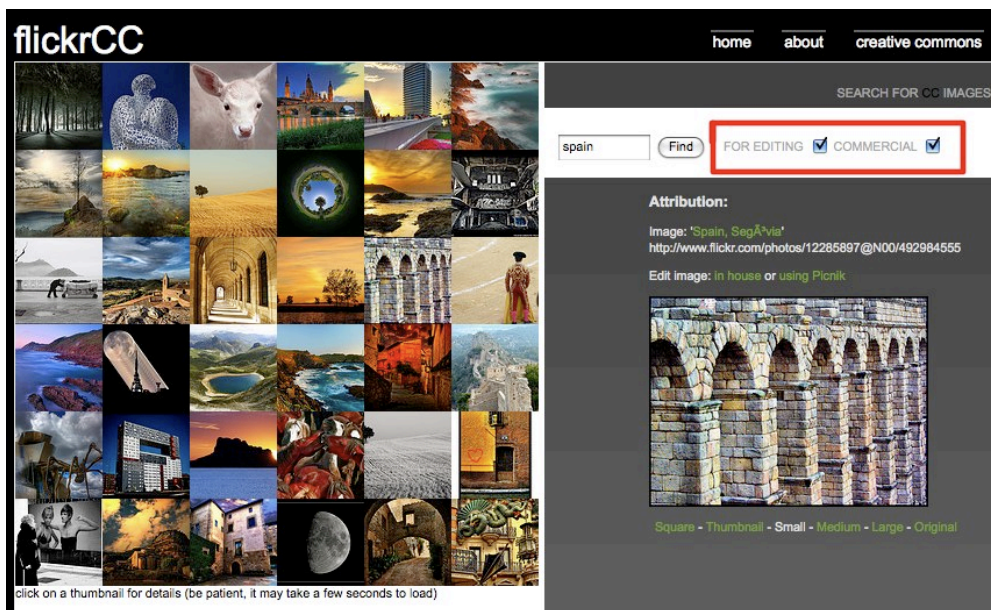 flickrCC
home about creative commons
SEARCH FOR CC IMAGES
spain Find FOR EDITING COMMERCIAL
Attribution:
Image: 'Spain, SegÃ³via'
http://www.flickr.com/photos/12285897@N00/492984555
Edit image: in house or using Picnik
Square - Thumbnail - Small - Medium - Large - Original
click on a thumbnail for details (be patient, it may take a few seconds to load)